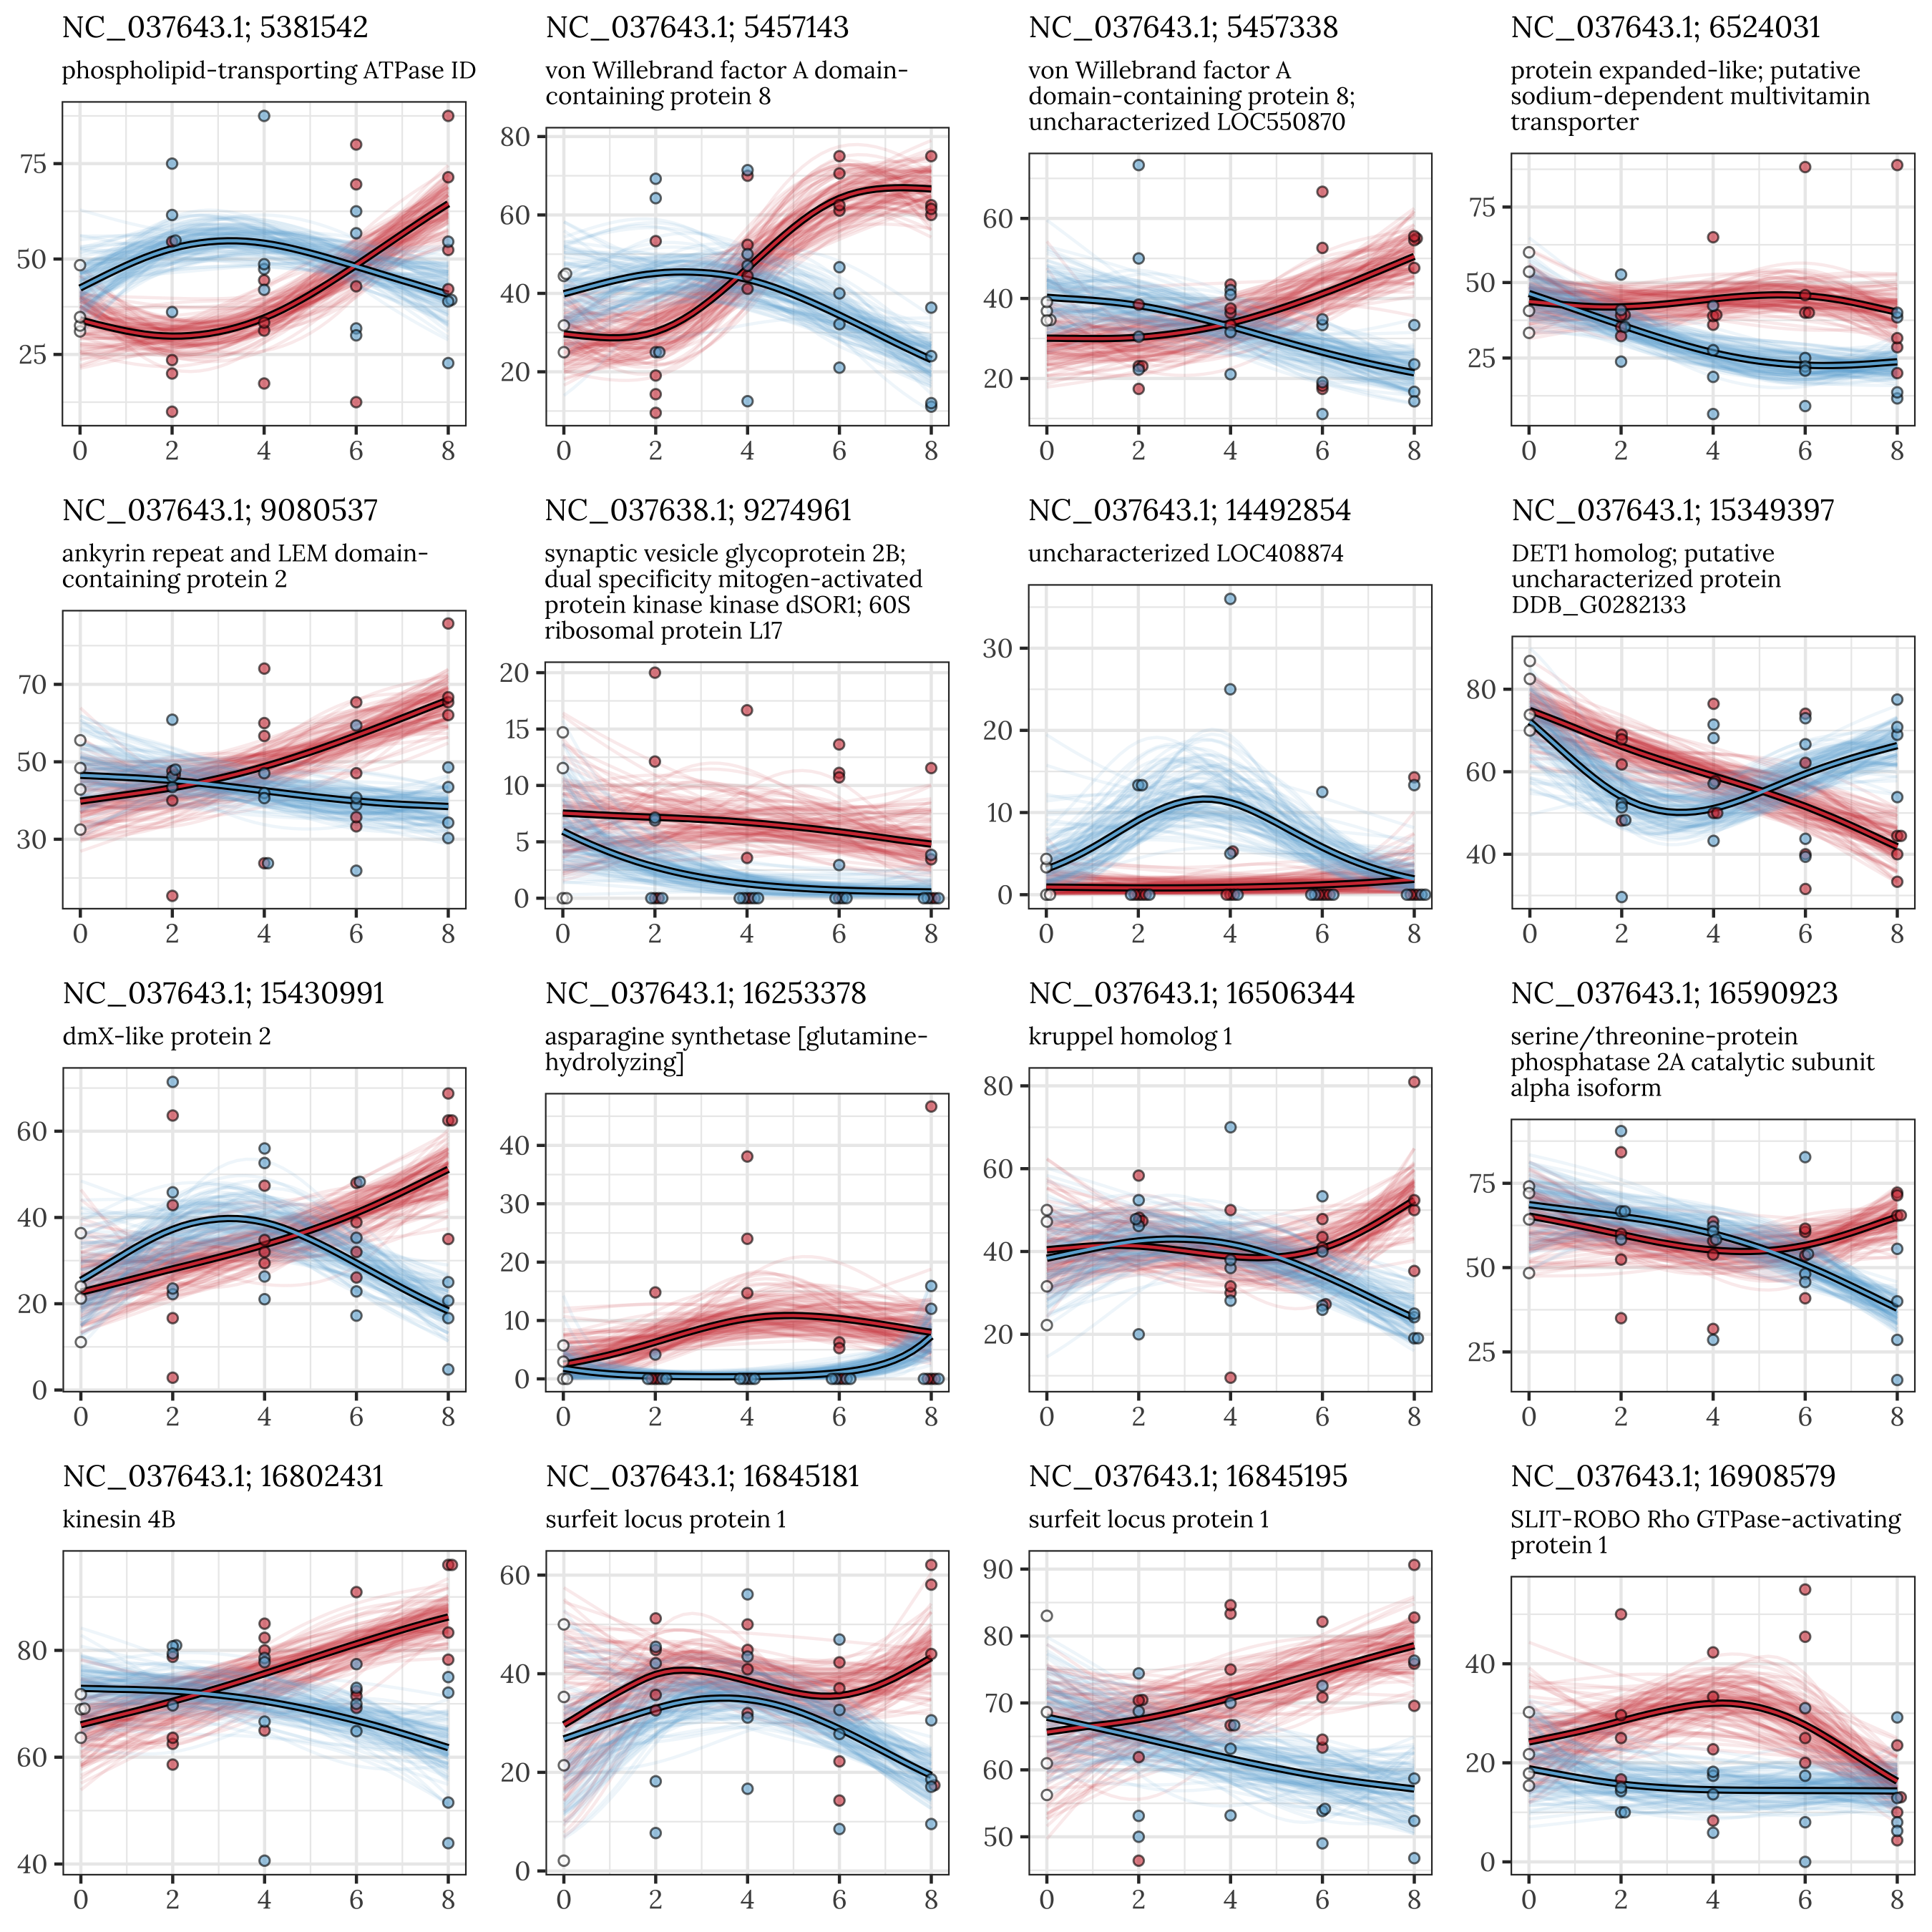 NC_037643.1; 5381542
phospholipid-transporting ATPase ID
75
50
25
0 2 4 6 8
NC_037643.1; 5457143
von Willebrand factor A domain-
containing protein 8
80
60
40
20
0 2 4 6 8
NC_037643.1; 5457338
von Willebrand factor A
domain-containing protein 8;
uncharacterized LOC550870
60
40
20
0 2 4 6 8
NC_037643.1; 6524031
protein expanded-like; putative
sodium-dependent multivitamin
transporter
75
50
25
0 2 4 6 8
NC_037643.1; 9080537
ankyrin repeat and LEM domain-
containing protein 2
70
50
30
0 2 4 6 8
NC_037638.1; 9274961
synaptic vesicle glycoprotein 2B;
dual specificity mitogen-activated
protein kinase kinase dSOR1; 60S
ribosomal protein L17
20
15
10
5
0
0 2 4 6 8
NC_037643.1; 14492854
uncharacterized LOC408874
30
20
10
0
0 2 4 6 8
NC_037643.1; 15349397
DET1 homolog; putative
uncharacterized protein
DDB_G0282133
80
60
40
0 2 4 6 8
NC_037643.1; 15430991
dmX-like protein 2
60
40
20
0
0 2 4 6 8
NC_037643.1; 16253378
asparagine synthetase [glutamine-
hydrolyzing]
40
30
20
10
0
0 2 4 6 8
NC_037643.1; 16506344
kruppel homolog 1
80
60
40
20
0 2 4 6 8
NC_037643.1; 16590923
serine/threonine-protein
phosphatase 2A catalytic subunit
alpha isoform
75
50
25
0 2 4 6 8
NC_037643.1; 16802431
kinesin 4B
80
60
40
0 2 4 6 8
NC_037643.1; 16845181
surfeit locus protein 1
60
40
20
0
0 2 4 6 8
NC_037643.1; 16845195
surfeit locus protein 1
90
80
70
60
50
0 2 4 6 8
NC_037643.1; 16908579
SLIT-ROBO Rho GTPase-activating
protein 1
40
20
0
0 2 4 6 8